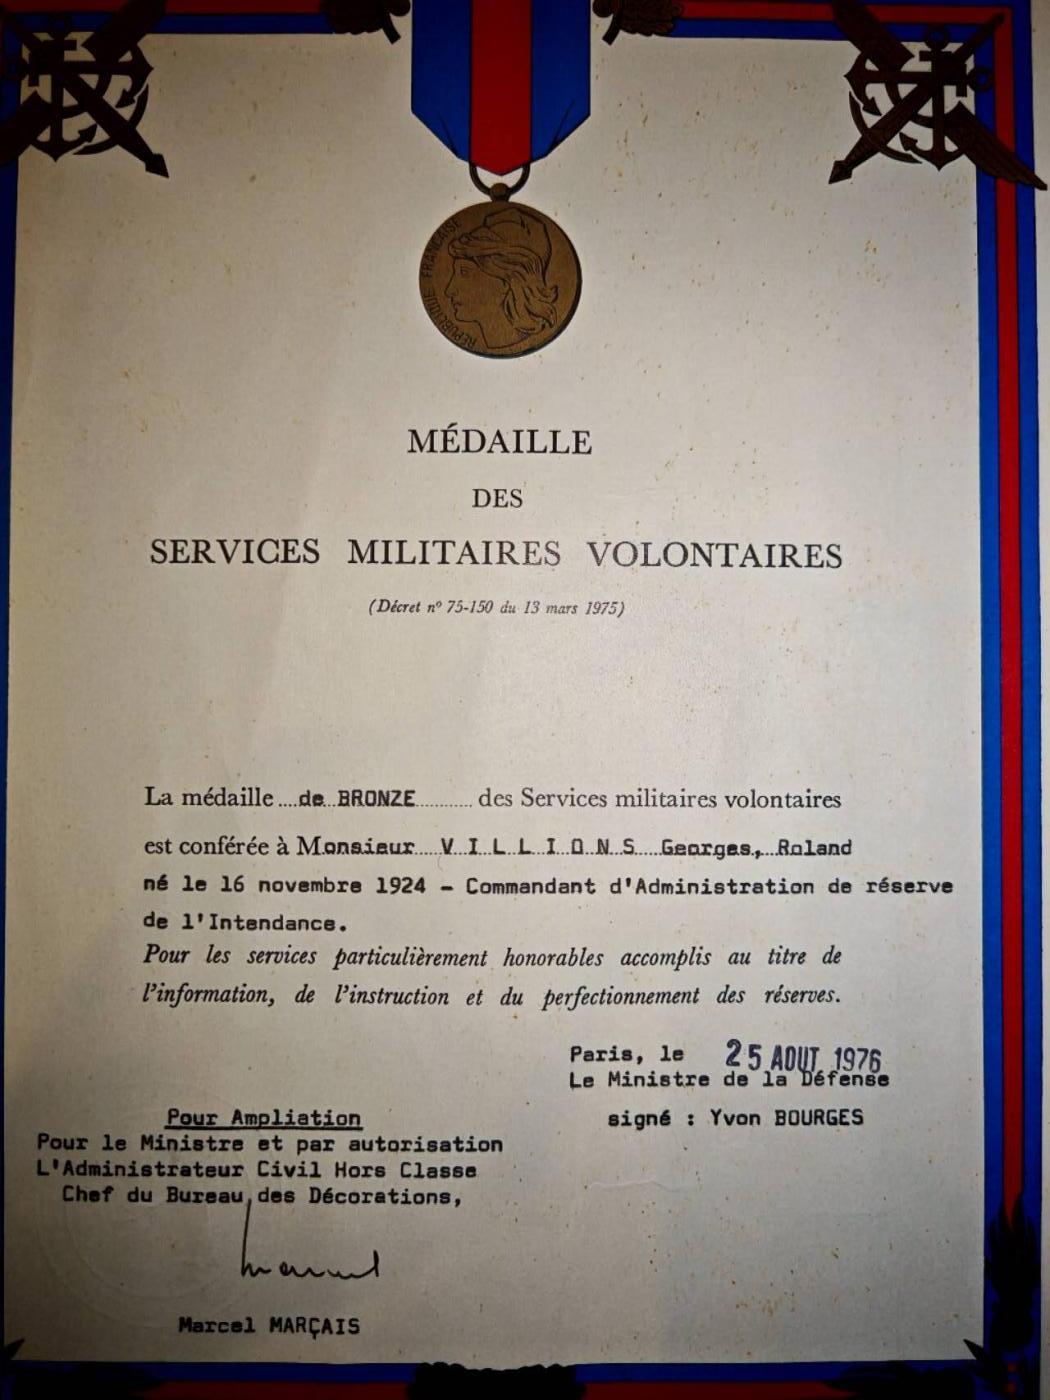 RÉPUBLIQUE FRANÇAISE
MÉDAILLE
DES
SERVICES MILITAIRES VOLONTAIRES
(Décret nº 75-150 du 13 mars 1975)
La médaille....de BRONZE.......... des Services militaires volontaires
est conférée à Monsieur....V I L L I O N S....Georges, Roland
né le 16 novembre 1924 - Commandant d'Administration de réserve
de l'Intendance.
Pour les services particulièrement honorables accomplis au titre de
l'information, de l'instruction et du perfectionnement des réserves.
Paris, le 25 AOUT 1976
Le Ministre de la Défense
signé : Yvon BOURGES
Pour Ampliation
Pour le Ministre et par autorisation
L'Administrateur Civil Hors Classe
Chef du Bureau des Décorations,
Marcel MARÇAIS